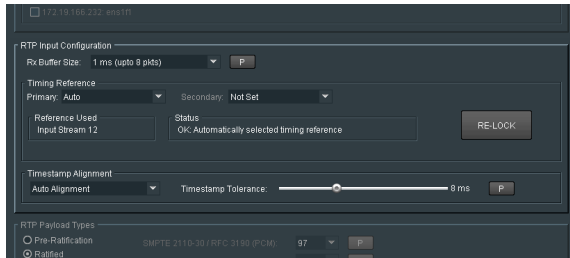 173.19.166.232: ens1f1
RTP Input Configuration
Rx Buffer Size: 1 ms (upto 8 pkts) P
Timing Reference
Primary: Auto Secondary: Not Set
Reference Used Status
Input Stream 12 OK: Automatically selected timing reference RE-LOCK
Timestamp Alignment
Auto Alignment Timestamp Tolerance: 8 ms P
RTP Payload Types
Pre-Ratification SMPTE 2110-30 / RFC 3190 (PCM): 97 P
Ratified